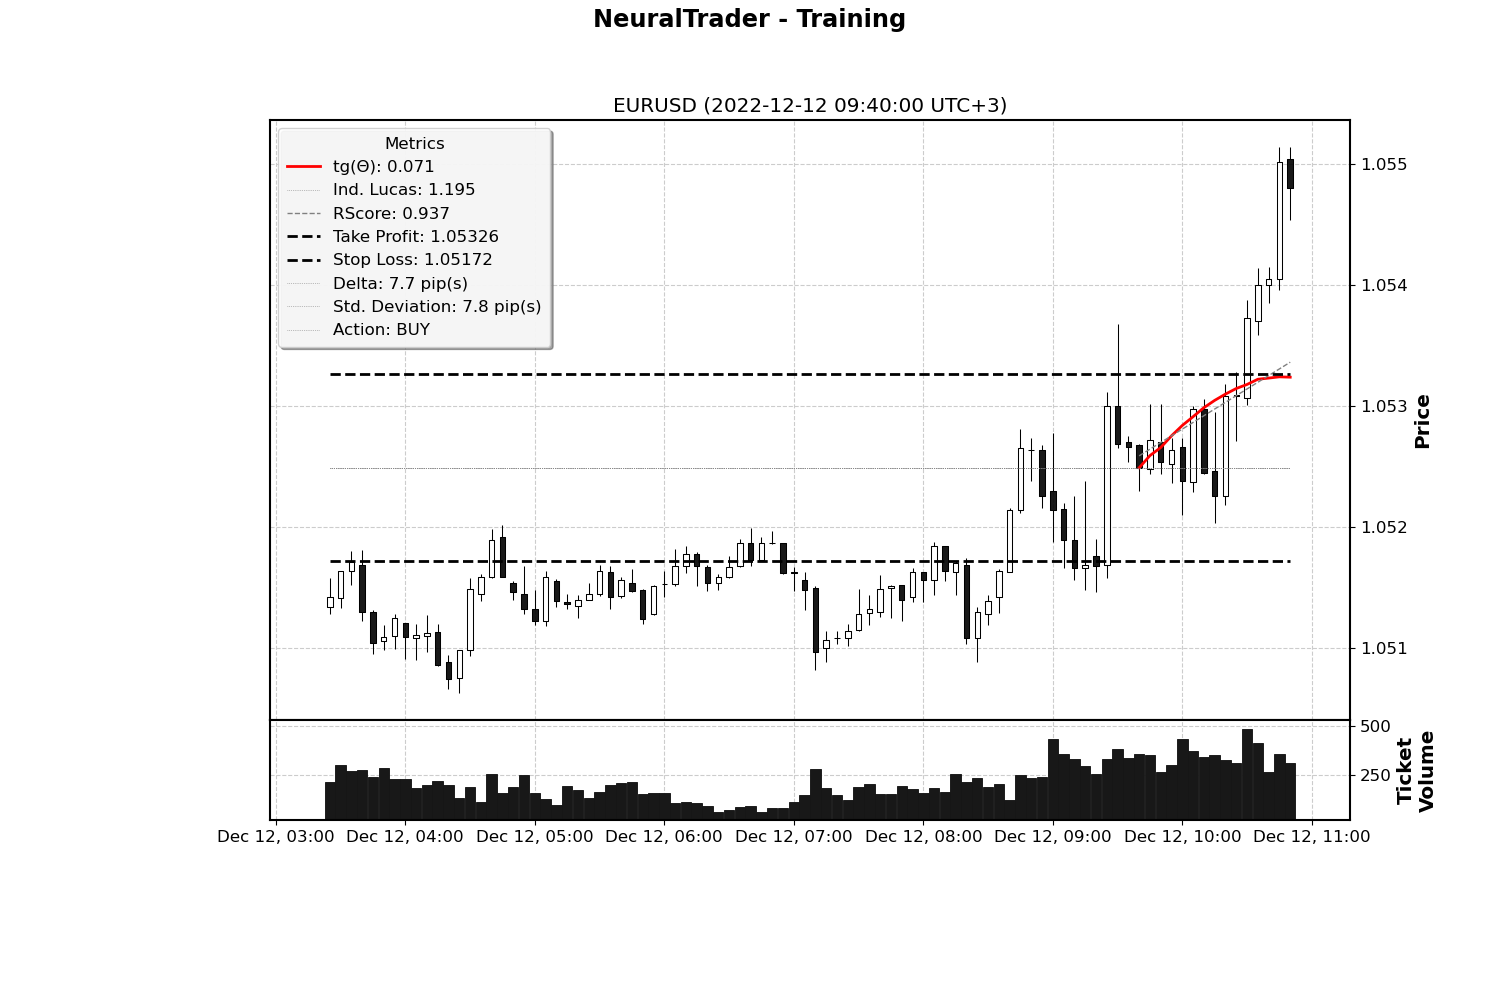 NeuralTrader - Training
EURUSD (2022-12-12 09:40:00 UTC+3)
Metrics
tg(Θ): 0.071
Ind. Lucas: 1.195
RScore: 0.937
Take Profit: 1.05326
Stop Loss: 1.05172
Delta: 7.7 pip(s)
Std. Deviation: 7.8 pip(s)
Action: BUY
1.055
1.054
1.053
1.052
1.051
Price
500
250
Ticket
Volume
Dec 12, 03:00 Dec 12, 04:00 Dec 12, 05:00 Dec 12, 06:00 Dec 12, 07:00 Dec 12, 08:00 Dec 12, 09:00 Dec 12, 10:00 Dec 12, 11:00